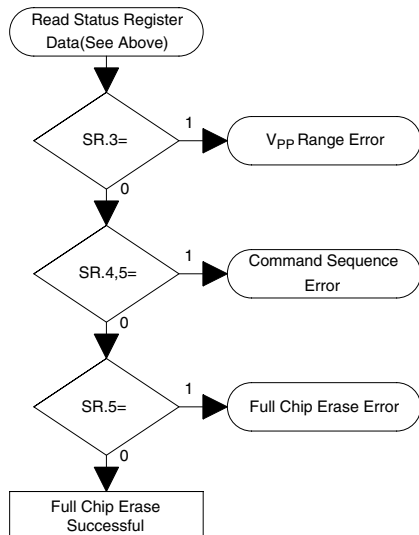 Read Status Register
Data(See Above)
SR.3=
1
VPP Range Error
0
SR.4,5=
1
Command Sequence
Error
0
SR.5=
1
Full Chip Erase Error
0
Full Chip Erase
Successful